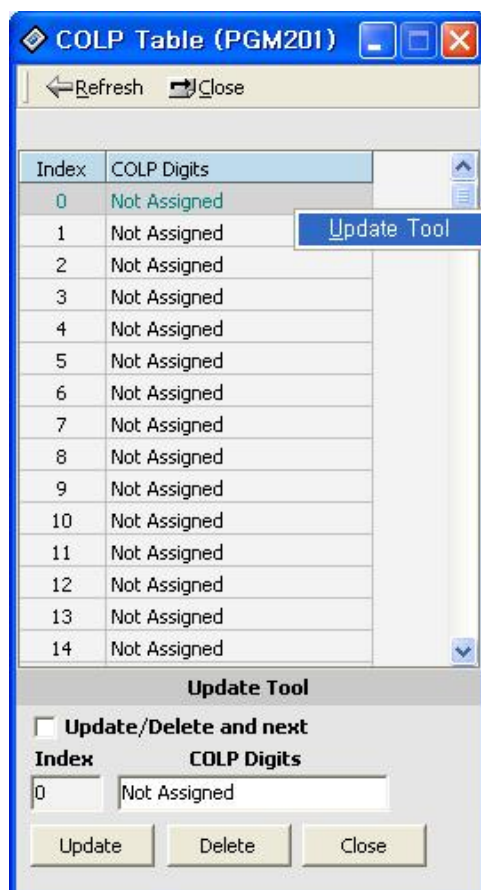 COLP Table (PGM201)
Refresh Close
Index COLP Digits
0 Not Assigned
Update Tool
1 Not Assigned
2 Not Assigned
3 Not Assigned
4 Not Assigned
5 Not Assigned
6 Not Assigned
7 Not Assigned
8 Not Assigned
9 Not Assigned
10 Not Assigned
11 Not Assigned
12 Not Assigned
13 Not Assigned
14 Not Assigned
Update Tool
Update/Delete and next
Index COLP Digits
0 Not Assigned
Update Delete Close